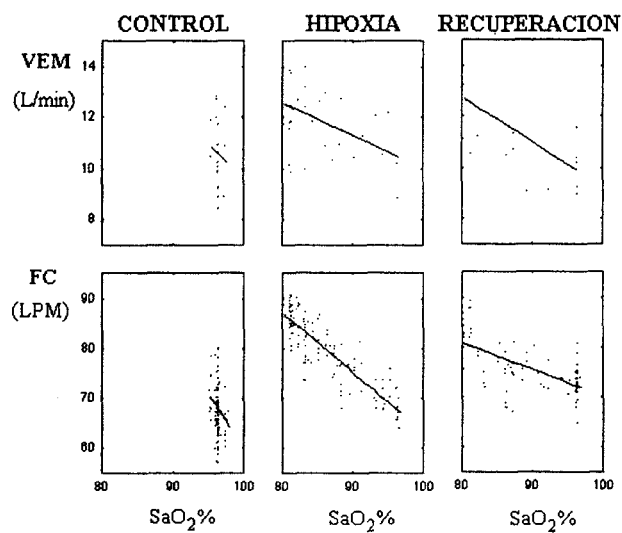 CONTROL HIPOXIA RECUPERACION
VEM
(L/min)
14
12
10
8
FC
(LPM)
90
80
70
60
80 90 100 80 90 100 80 90 100
SaO2% SaO2% SaO2%